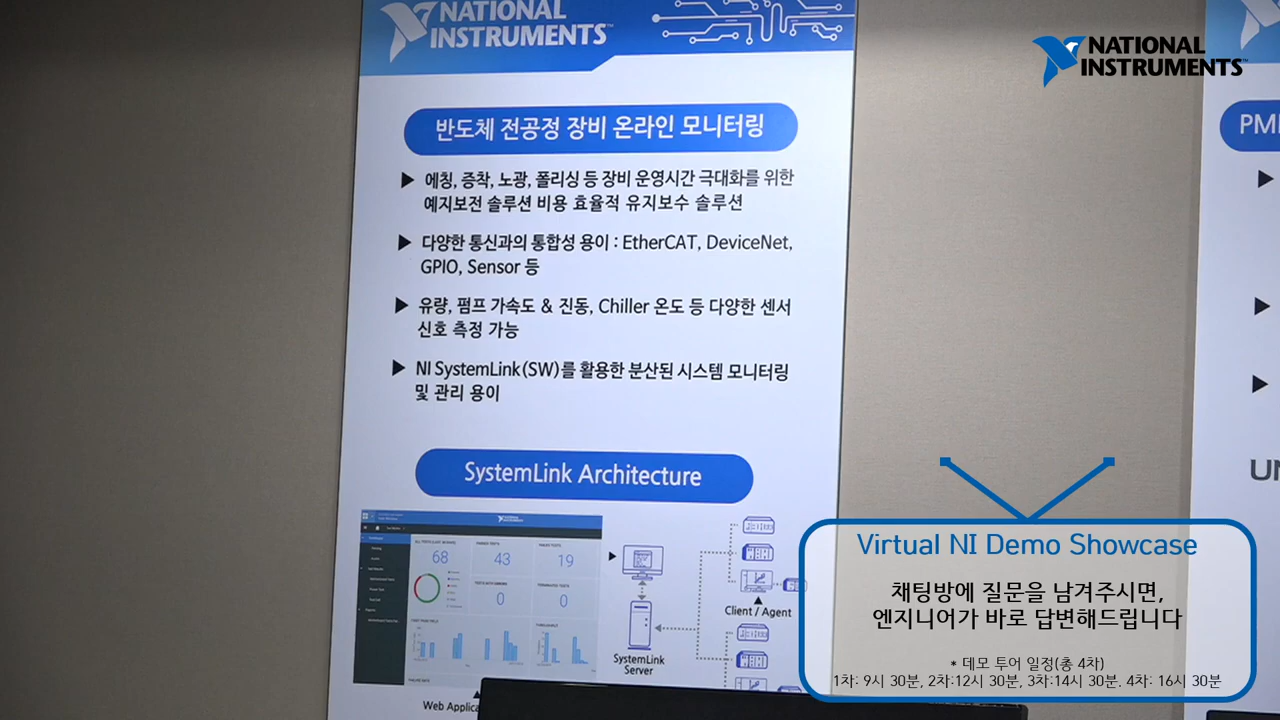 NATIONAL
INSTRUMENTS
반도체 전공정 장비 온라인 모니터링
▶ 에칭, 증착, 노광, 폴리싱 등 장비 운영시간 극대화를 위한
예지보전 솔루션 비용 효율적 유지보수 솔루션
▶ 다양한 통신과의 통합성 용이 : EtherCAT, DeviceNet,
GPIO, Sensor 등
▶ 유량, 펌프 가속도 & 진동, Chiller 온도 등 다양한 센서
신호 측정 가능
▶ NI SystemLink(SW)를 활용한 분산된 시스템 모니터링
및 관리 용이
SystemLink Architecture
68
43
19
0
0
Client / Agent
SystemLink
Server
Web
NATIONAL
INSTRUMENTS
Virtual NI Demo Showcase
채팅방에 질문을 남겨주시면,
엔지니어가 바로 답변해드립니다
* 데모 투어 일정(총 4차)
1차: 9시 30분, 2차:12시 30분, 3차:14시 30분. 4차: 16시 30분